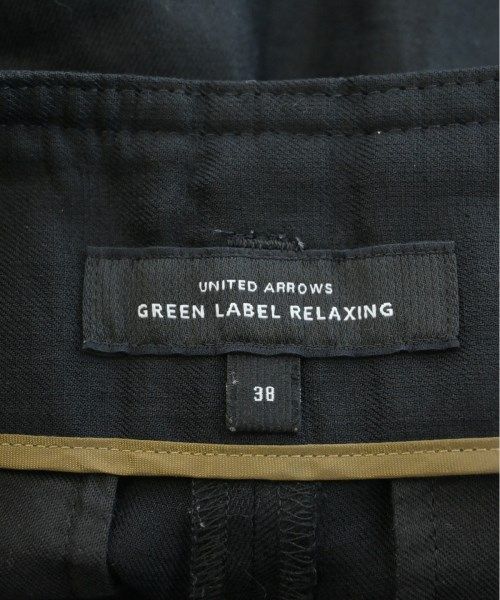 UNITED ARROWS
GREEN LABEL RELAXING
38